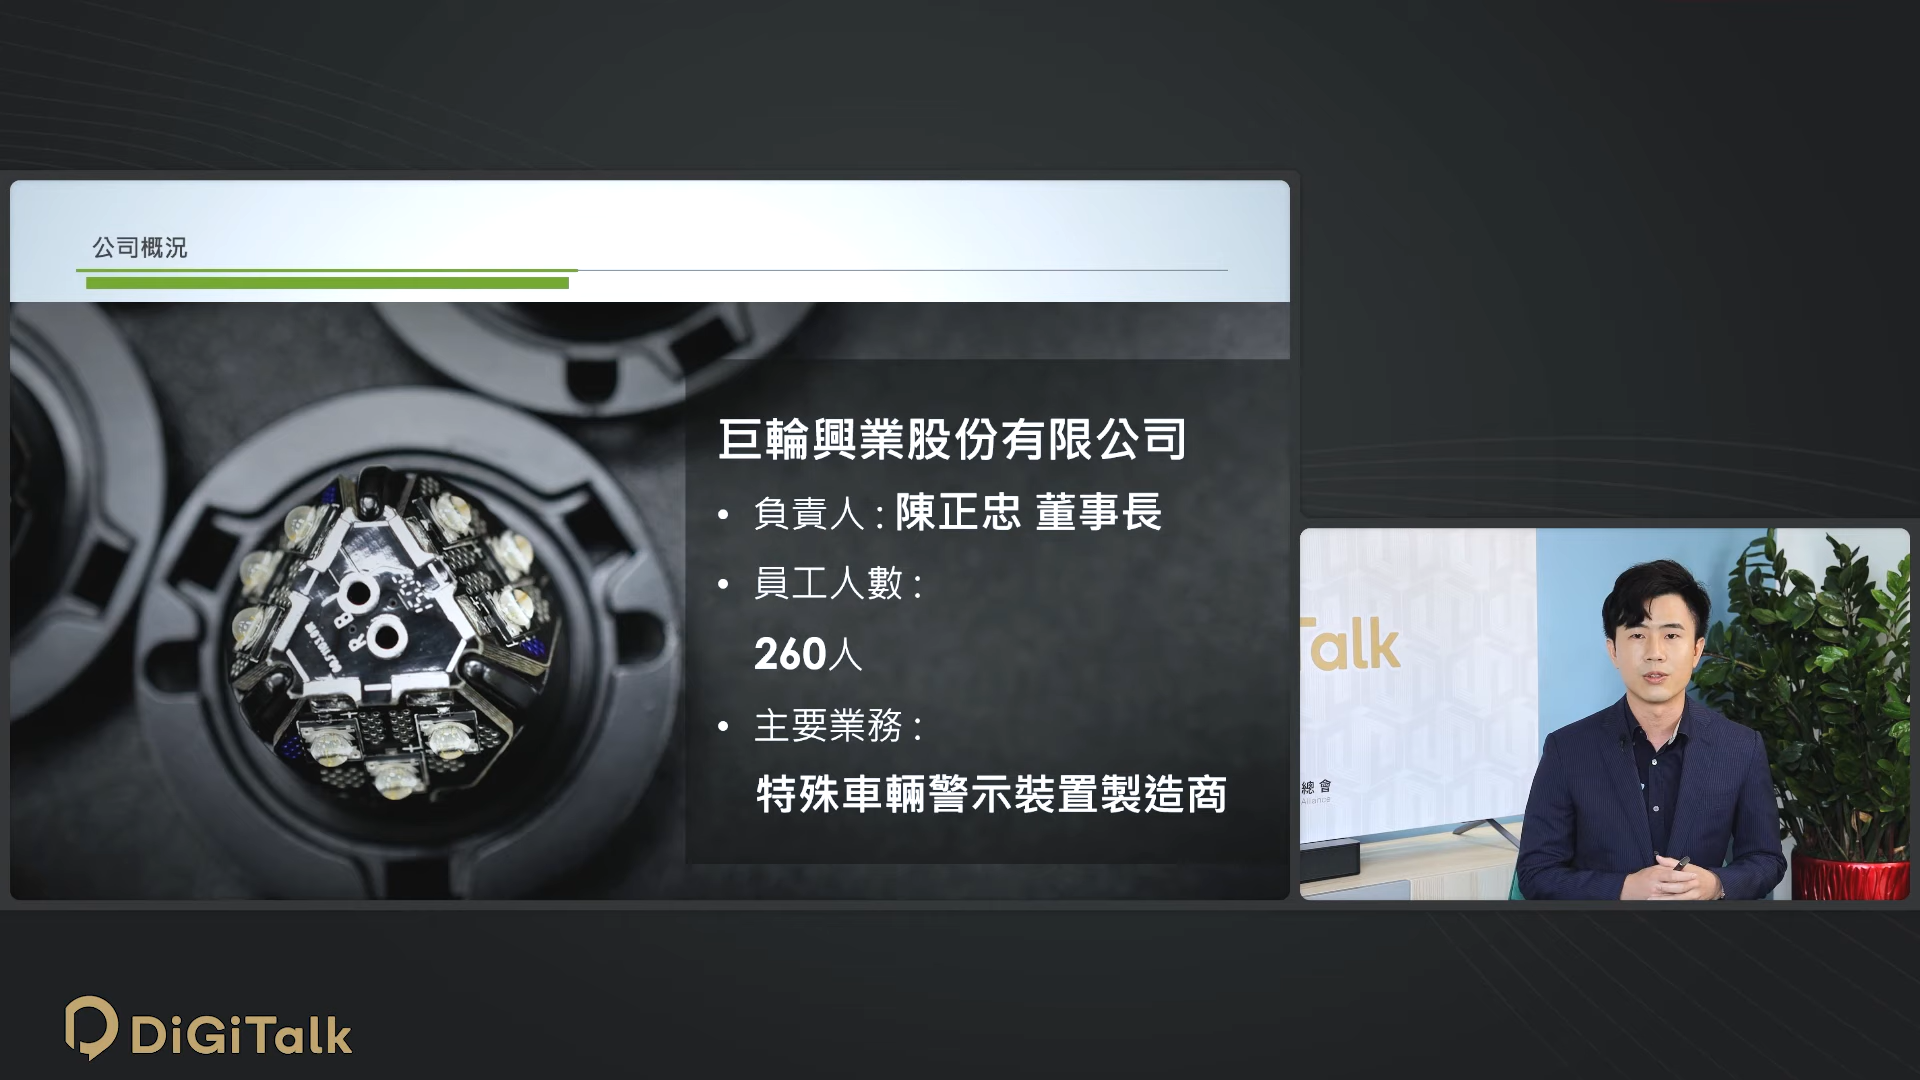 公司概況
巨輪興業股份有限公司
• 負責人 : 陳正忠 董事長
• 員工人數 :
260人
• 主要業務 :
特殊車輛警示裝置製造商
B
R
Talk
總會
Alliance
DiGiTalk